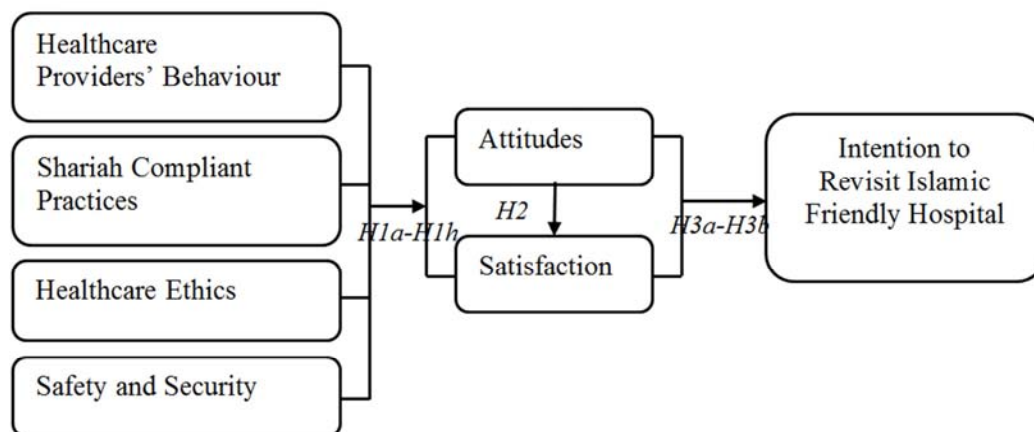 Healthcare
Providers’ Behaviour
Shariah Compliant
Practices
Healthcare Ethics
Safety and Security
H1a-H1h
Attitudes
H2
Satisfaction
H3a-H3b
Intention to
Revisit Islamic
Friendly Hospital